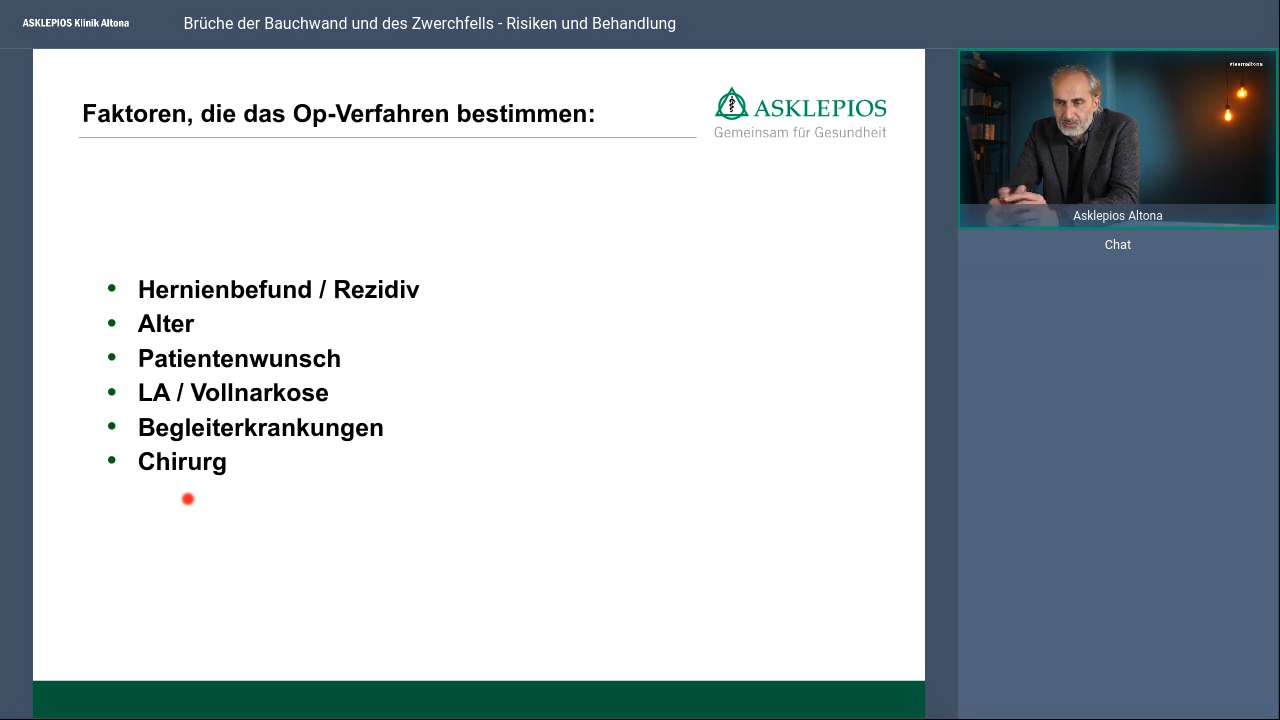 ASKLEPIOS Klinik Altona
Brüche der Bauchwand und des Zwerchfells - Risiken und Behandlung
Faktoren, die das Op-Verfahren bestimmen:
ASKLEPIOS
Gemeinsam für Gesundheit
• Hernienbefund / Rezidiv
• Alter
• Patientenwunsch
• LA / Vollnarkose
• Begleiterkrankungen
• Chirurg
#teamaltona
Asklepios Altona
Chat